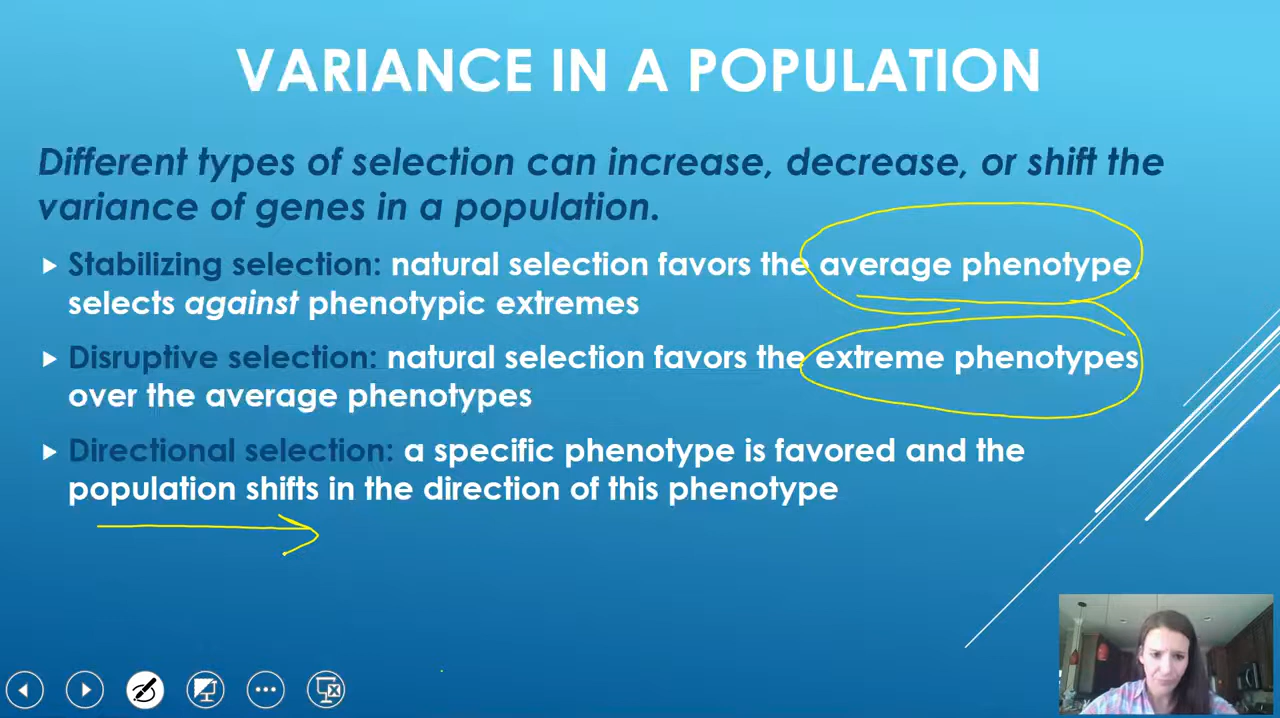 VARIANCE IN A POPULATION
Different types of selection can increase, decrease, or shift the
variance of genes in a population.
Stabilizing selection: natural selection favors the average phenotype,
selects against phenotypic extremes
Disruptive selection: natural selection favors the extreme phenotypes
over the average phenotypes
Directional selection: a specific phenotype is favored and the
population shifts in the direction of this phenotype